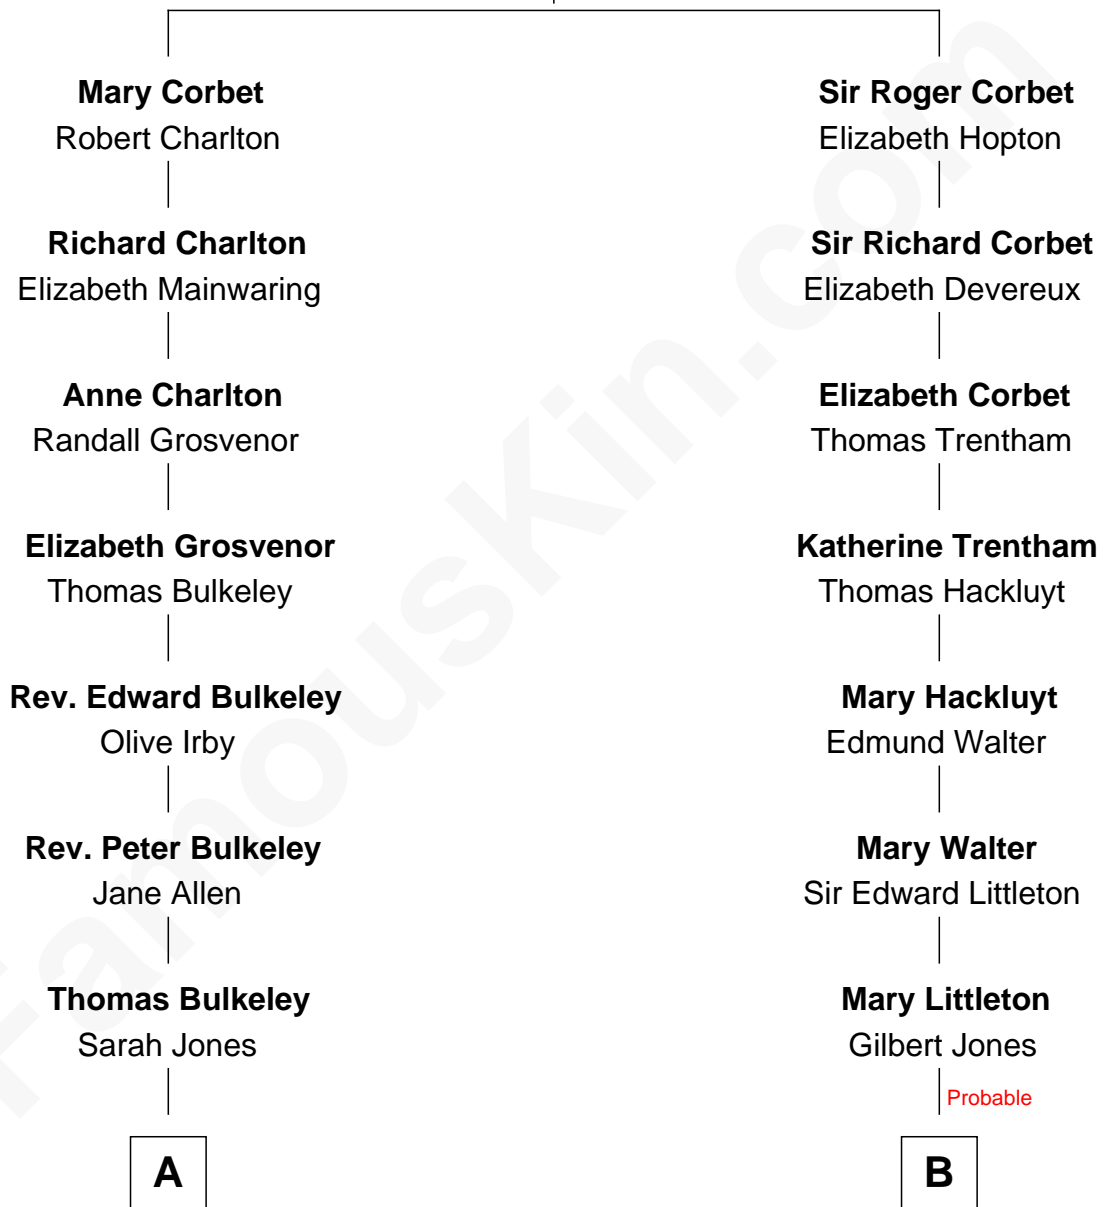 Mary Corbet
Robert Charlton
Richard Charlton
Elizabeth Mainwaring
Anne Charlton
Randall Grosvenor
Elizabeth Grosvenor
Thomas Bulkeley
Rev. Edward Bulkeley
Olive Irby
Rev. Peter Bulkeley
Jane Allen
Thomas Bulkeley
Sarah Jones
A
Sir Roger Corbet
Elizabeth Hopton
Sir Richard Corbet
Elizabeth Devereux
Elizabeth Corbet
Thomas Trentham
Katherine Trentham
Thomas Hackluyt
Mary Hackluyt
Edmund Walter
Mary Walter
Sir Edward Littleton
Mary Littleton
Gilbert Jones
Probable
B
FamousKin.com